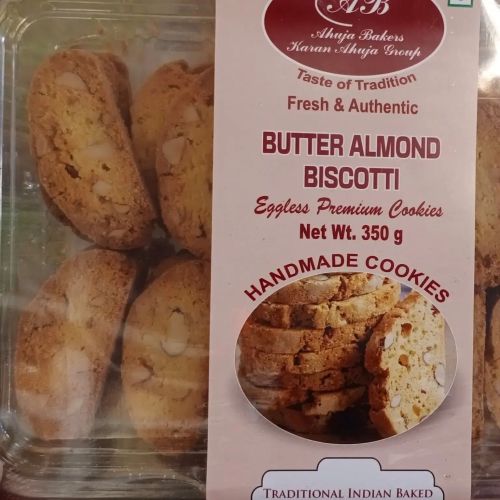 AB
Ahuja Bakers
Karan Ahuja Group
Taste of Tradition
Fresh & Authentic
BUTTER ALMOND
BISCOTTI
Eggless Premium Cookies
Net Wt. 350 g
HANDMADE COOKIES
TRADITIONAL INDIAN BAKED